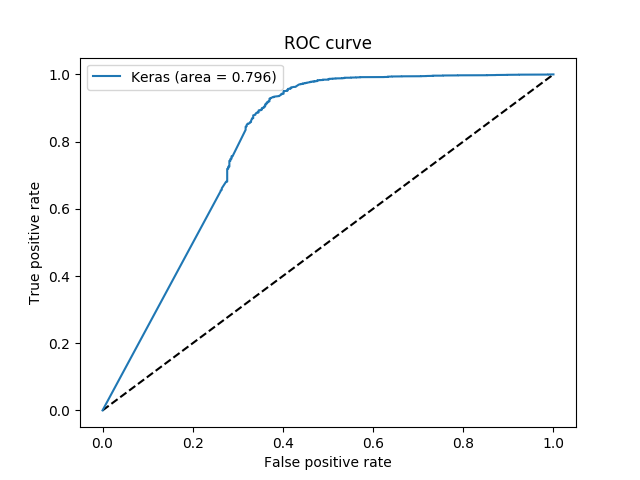 ROC curve
Keras (area = 0.796)
1.0
0.8
0.6
0.4
0.2
0.0
True positive rate
0.0 0.2 0.4 0.6 0.8 1.0
False positive rate